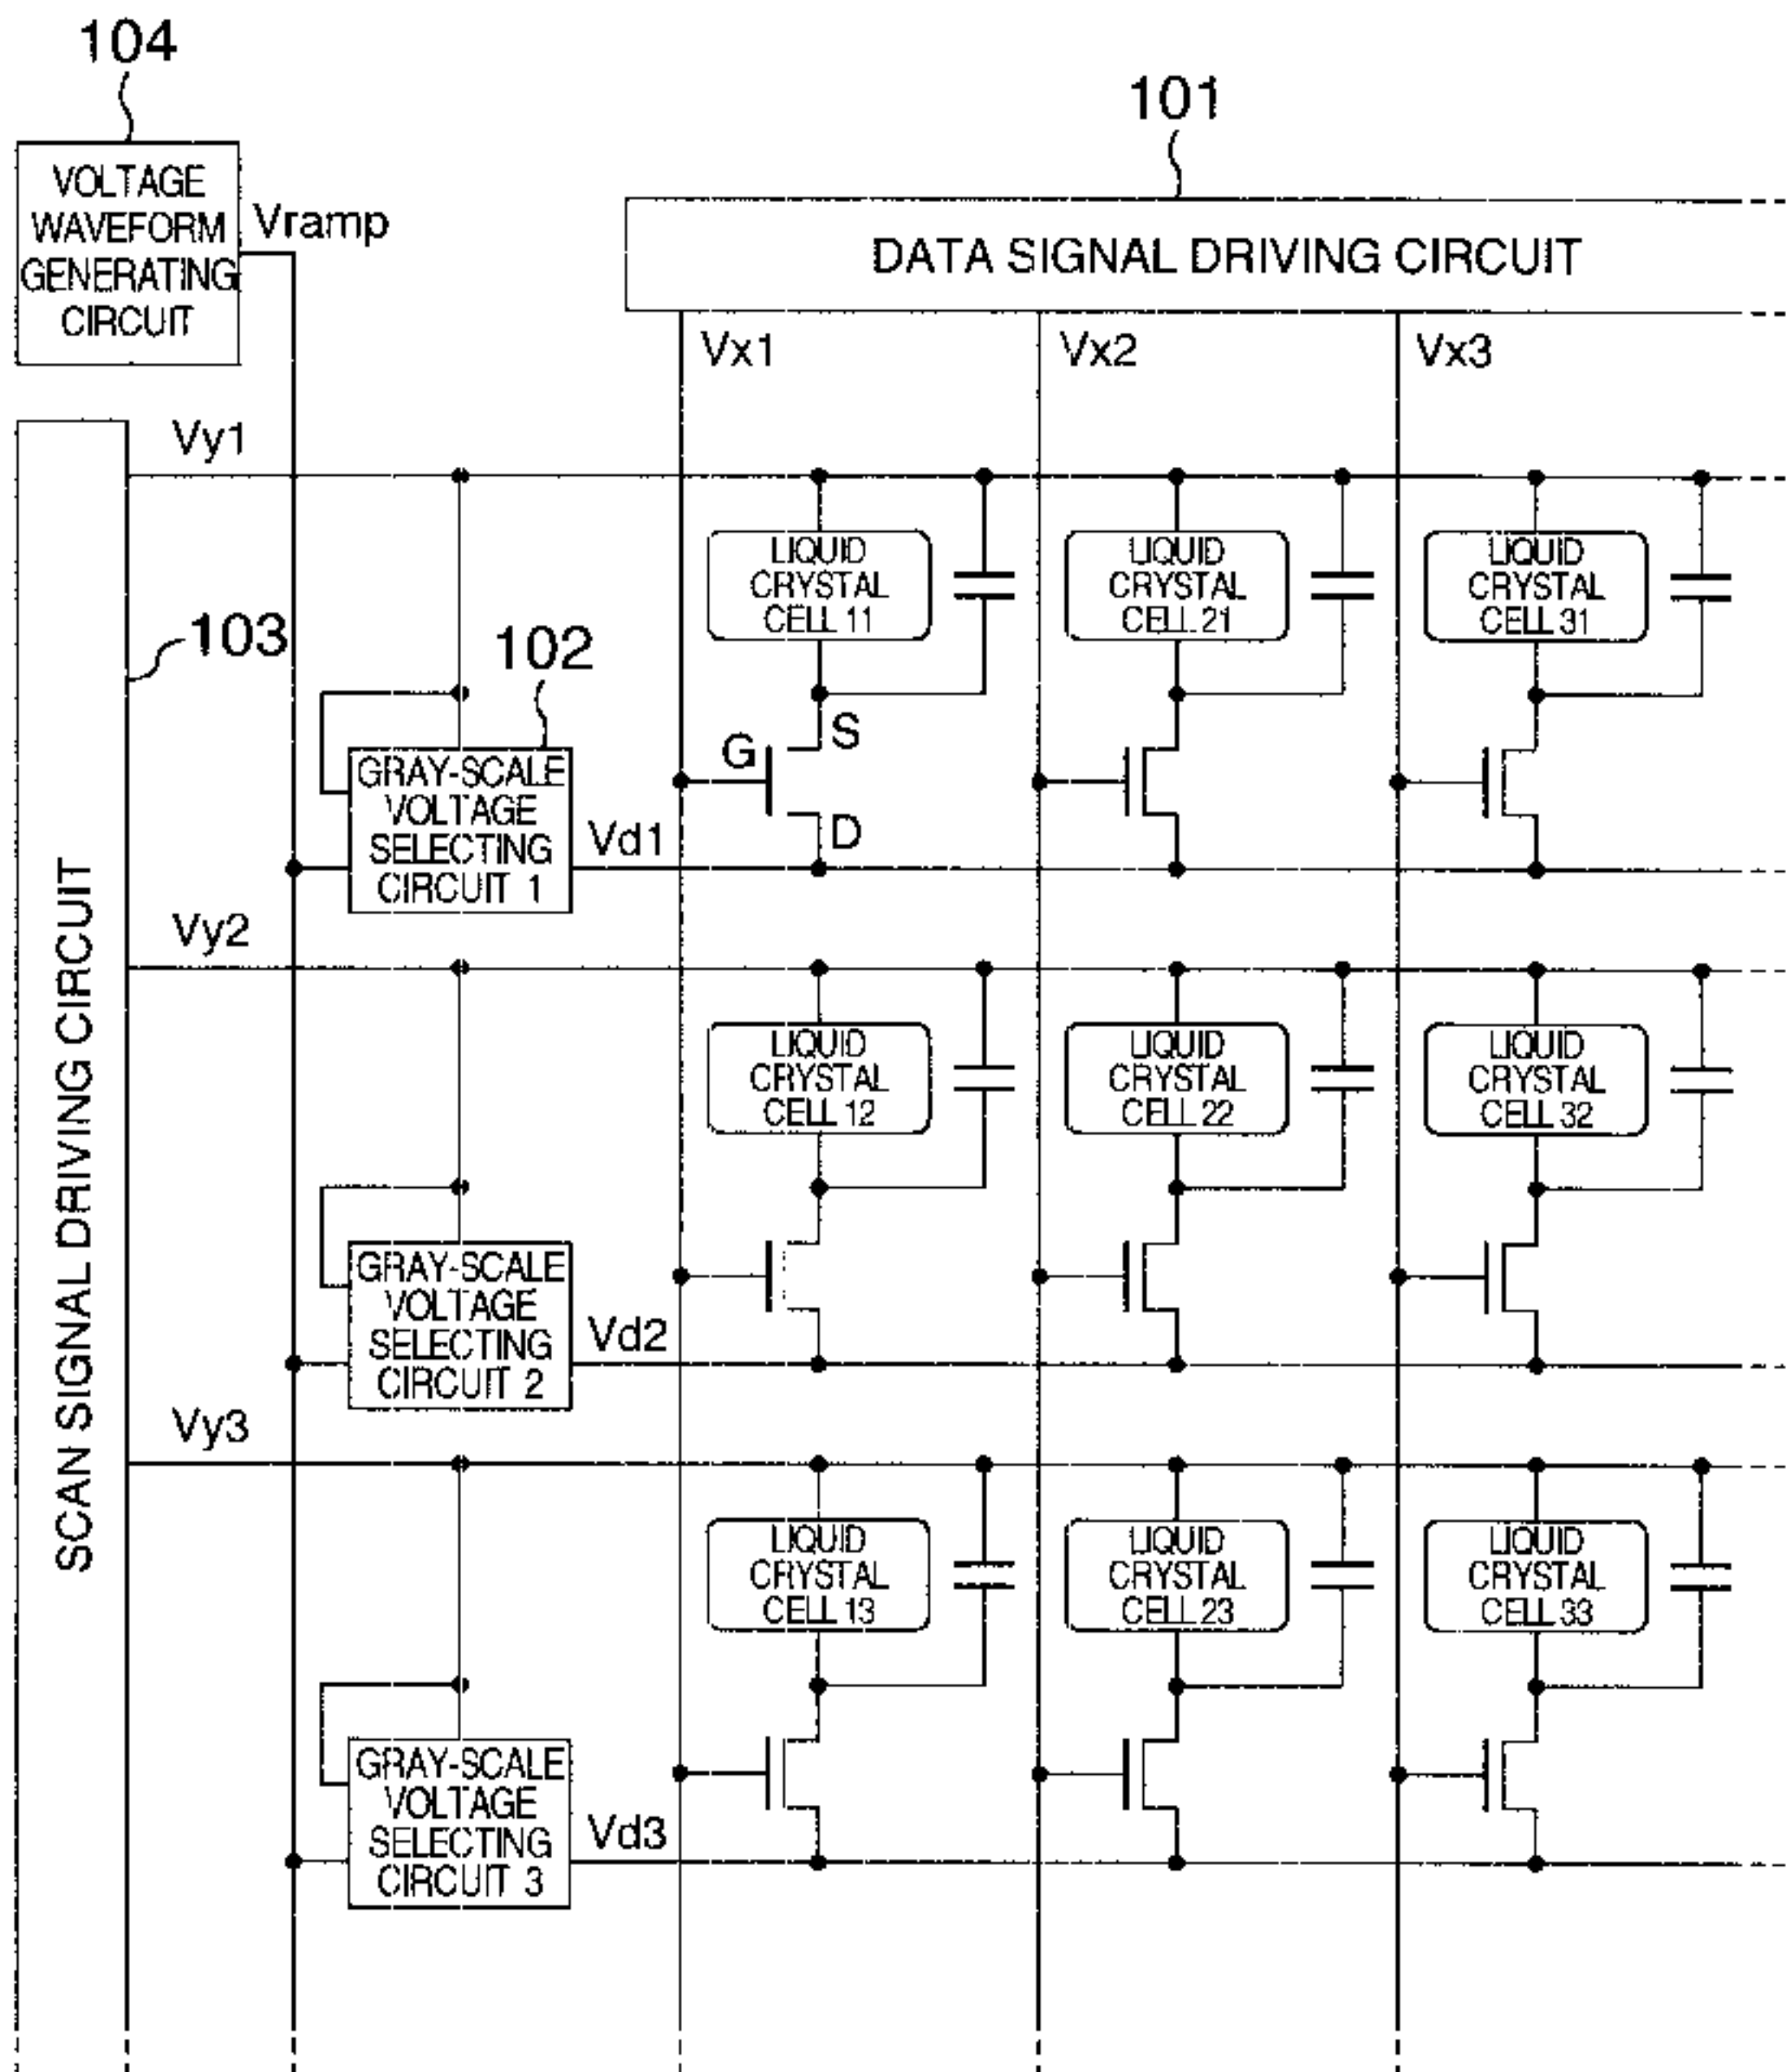 104
VOLTAGE
WAVEFORM
GENERATING
CIRCUIT
Vramp
101
DATA SIGNAL DRIVING CIRCUIT
Vx1
Vx2
Vx3
SCAN SIGNAL DRIVING CIRCUIT
103
Vy1
LIQUID
CRYSTAL
CELL 11
LIQUID
CRYSTAL
CELL 21
LIQUID
CRYSTAL
CELL 31
102
GRAY-SCALE
VOLTAGE
SELECTING
CIRCUIT 1
Vd1
G
S
D
Vy2
LIQUID
CRYSTAL
CELL 12
LIQUID
CRYSTAL
CELL 22
LIQUID
CRYSTAL
CELL 32
GRAY-SCALE
VOLTAGE
SELECTING
CIRCUIT 2
Vd2
Vy3
LIQUID
CRYSTAL
CELL 13
LIQUID
CRYSTAL
CELL 23
LIQUID
CRYSTAL
CELL 33
GRAY-SCALE
VOLTAGE
SELECTING
CIRCUIT 3
Vd3